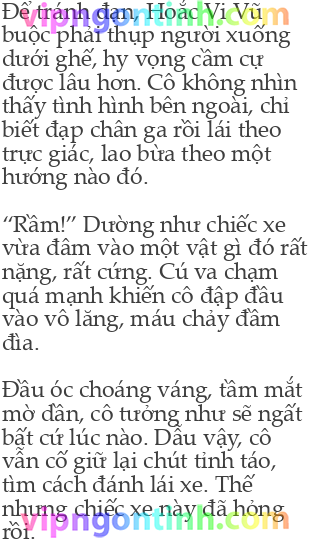 Để tránh đạn, Hoắc Vi Vũ
vipngontinh.com
buộc phải thụp người xuống
dưới ghế, hy vọng cầm cự
được lâu hơn. Cô không nhìn
thấy tình hình bên ngoài, chỉ
biết đạp chân ga rồi lái theo
trực giác, lao bừa theo một
hướng nào đó.
“Rầm!” Dường như chiếc xe
vừa đâm vào một vật gì đó rất
nặng, rất cứng. Cú va chạm
quá mạnh khiến cô đập đầu
vào vô lăng, máu chảy đầm
đìa.
Đầu óc choáng váng, tầm mắt
mờ dần, cô tưởng như sẽ ngất
bất cứ lúc nào. Dẫu vậy, cô
vẫn cố giữ lại chút tỉnh táo,
tìm cách đánh lái xe. Thế
nhưng chiếc xe này đã hỏng
vipngontinh.com
rồi.